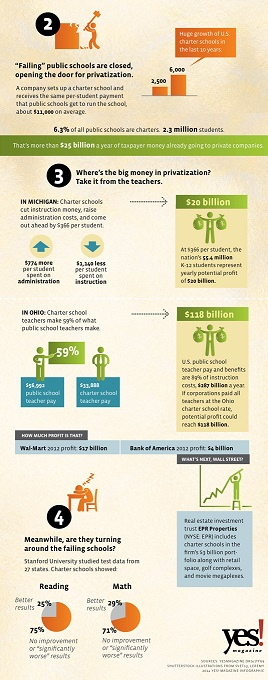 2
"Failing" public schools are closed,
opening the door for privatization.
A company sets up a charter school and
receives the same per-student payment
that public schools get to run the school,
about $11,000 on average.
Huge growth of U.S.
charter schools in
the last 10 years:
2,500
6,000
6.3% of all public schools are charters. 2.3 million students.
That's more than $25 billion a year of taxpayer money already going to private companies.
3
Where's the big money in privatization?
Take it from the teachers.
IN MICHIGAN: Charter schools
cut instruction money, raise
administration costs, and come
out ahead by $366 per student.
$774 more
per student
spent on
administration
$1,140 less
per student
spent on
instruction
$20 billion
At $366 per student, the
nation's 55.4 million
K-12 students represent
yearly potential profit
of $20 billion.
IN OHIO: Charter school
teachers make 59% of what
public school teachers make.
59%
$56,992
public school
teacher pay
$33,888
charter school
teacher pay
$118 billion
U.S. public school
teacher pay and benefits
are 89% of instruction
costs, $287 billion a year.
If corporations paid all
teachers at the Ohio
charter school rate,
potential profit could
reach $118 billion.
HOW MUCH PROFIT IS THAT?
Wal-Mart 2012 profit: $17 billion
Bank of America 2012 profit: $4 billion
WHAT'S NEXT, WALL STREET?
4
Meanwhile, are they turning
around the failing schools?
Stanford University studied test data from
27 states. Charter schools showed:
Reading
Math
Better
results
25%
75%
No improvement
or "significantly
worse" results
Better
results
29%
71%
No improvement
or "significantly
worse" results
Real estate investment
trust EPR Properties
(NYSE: EPR) includes
charter schools in the
firm's $3 billion port-
folio along with retail
space, golf complexes,
and movie megaplexes.
yes!
magazine
2014 YES! MAGAZINE INFOGRAPHIC